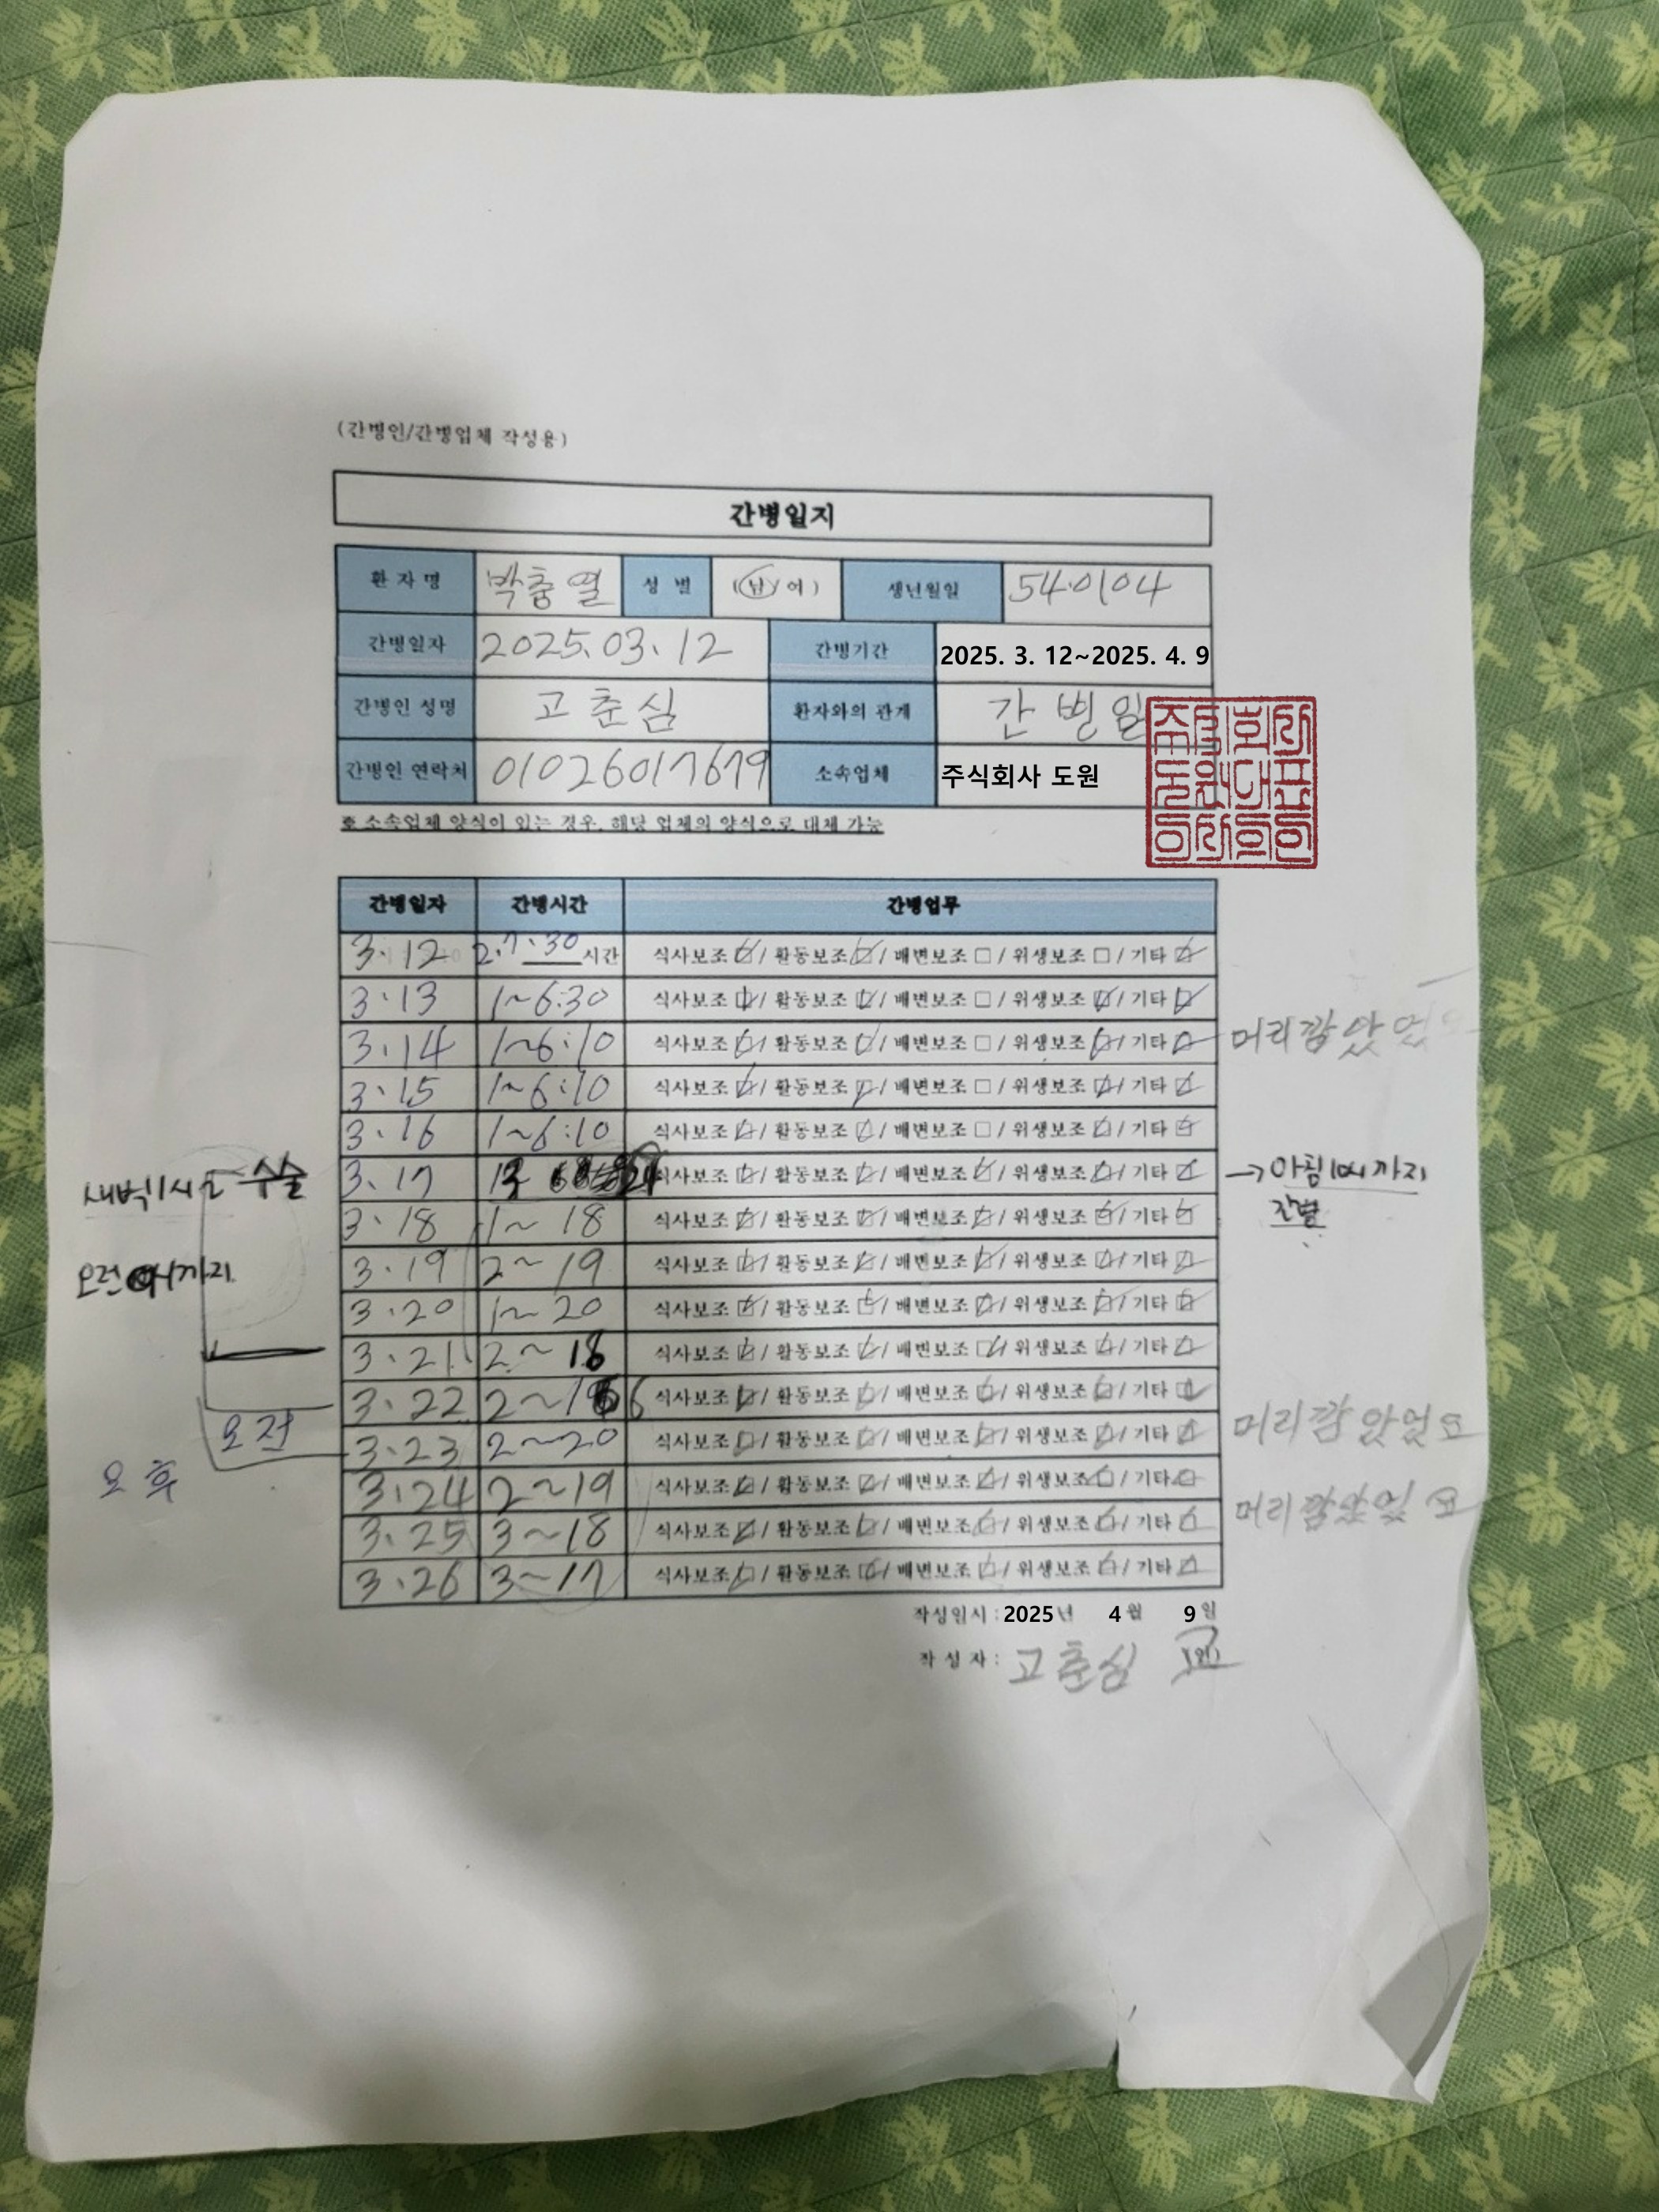 (간병인/간병업체 작성용)
간병일지
환자명 박춤열 성별 (남/여) 생년월일 540104
간병일자 2025.03.12 간병기간 2025. 3. 12~2025. 4. 9
간병인 성명 고춘심 환자와의 관계 간병인
간병인 연락처 01026017679 소속업체 주식회사 도원
※ 소속업체 양식이 있는 경우, 해당 업체의 양식으로 대체 가능
간병일자 간병시간 간병업무
3.12 시간 식사보조 ☑ / 활동보조 ☑ / 배변보조 □ / 위생보조 □ / 기타 ☑
3.13 1~6:30 식사보조 ☑ / 활동보조 ☑ / 배변보조 □ / 위생보조 ☑ / 기타 ☑
3.14 1~6:10 식사보조 ☑ / 활동보조 ☑ / 배변보조 □ / 위생보조 ☑ / 기타 ☑ 머리깜았
3.15 1~6:10 식사보조 ☑ / 활동보조 ☑ / 배변보조 □ / 위생보조 ☑ / 기타 ☑
3.16 1~6:10 식사보조 ☑ / 활동보조 ☑ / 배변보조 □ / 위생보조 ☑ / 기타 ☑
새벽1시 수술 3.17 식사보조 ☑ / 활동보조 ☑ / 배변보조 ☑ / 위생보조 ☑ / 기타 ☑ →아침10시까지
간병
3.18 1~18 식사보조 ☑ / 활동보조 ☑ / 배변보조 ☑ / 위생보조 ☑ / 기타 ☑
오전 까지 3.19 2~19 식사보조 ☑ / 활동보조 ☑ / 배변보조 ☑ / 위생보조 ☑ / 기타 ☑
3.20 1~20 식사보조 ☑ / 활동보조 ☑ / 배변보조 ☑ / 위생보조 ☑ / 기타 ☑
3.21 2~18 식사보조 ☑ / 활동보조 ☑ / 배변보조 ☑ / 위생보조 ☑ / 기타 ☑
3.22 식사보조 ☑ / 활동보조 ☑ / 배변보조 ☑ / 위생보조 ☑ / 기타 ☑
오전 3.23 2~20 식사보조 ☑ / 활동보조 ☑ / 배변보조 ☑ / 위생보조 ☑ / 기타 ☑ 머리깜았었요
오후 3.24 2~19 식사보조 ☑ / 활동보조 ☑ / 배변보조 ☑ / 위생보조 ☑ / 기타 ☑ 머리깜았있요
3.25 3~18 식사보조 ☑ / 활동보조 ☑ / 배변보조 ☑ / 위생보조 ☑ / 기타 ☑
3.26 3~17 식사보조 ☑ / 활동보조 ☑ / 배변보조 ☑ / 위생보조 ☑ / 기타 ☑
작성일시 : 2025년 4월 9일
작성자 : 고춘심 (인)